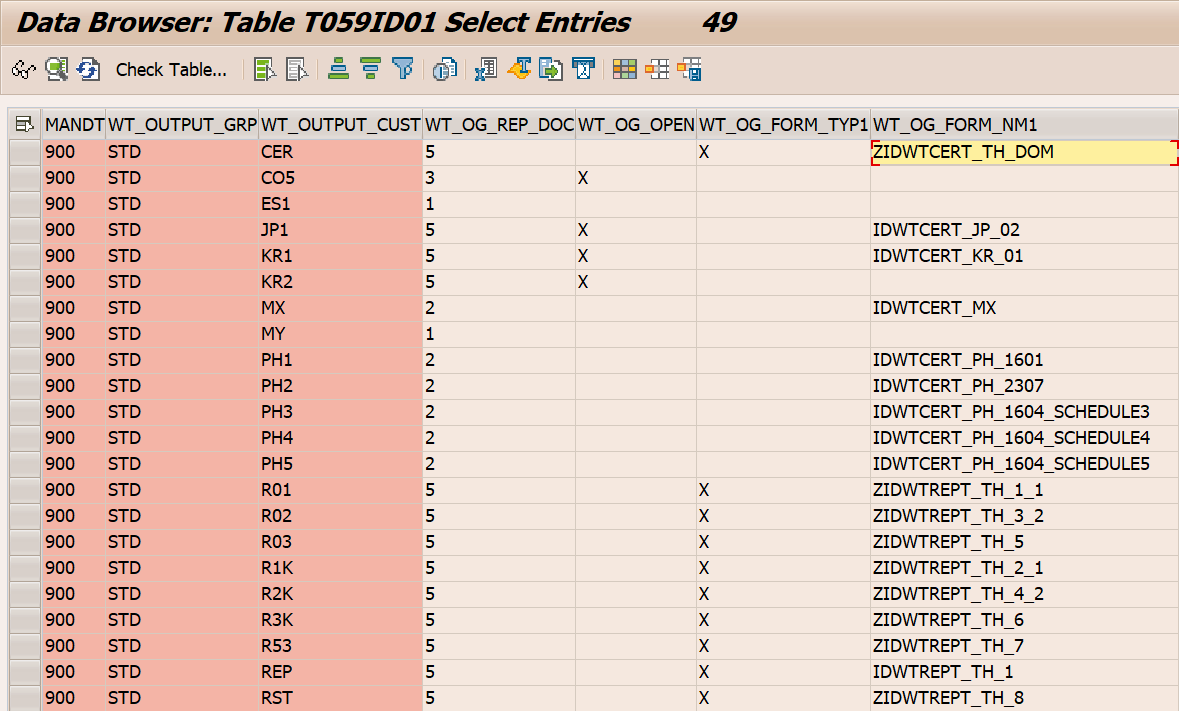 Data Browser: Table T059ID01 Select Entries 49
Check Table...
MANDT WT_OUTPUT_GRP WT_OUTPUT_CUST WT_OG_REP_DOC WT_OG_OPEN WT_OG_FORM_TYP1 WT_OG_FORM_NM1
900 STD CER 5 X ZIDWTCERT_TH_DOM
900 STD CO5 3 X
900 STD ES1 1
900 STD JP1 5 X IDWTCERT_JP_02
900 STD KR1 5 X IDWTCERT_KR_01
900 STD KR2 5 X
900 STD MX 2 IDWTCERT_MX
900 STD MY 1
900 STD PH1 2 IDWTCERT_PH_1601
900 STD PH2 2 IDWTCERT_PH_2307
900 STD PH3 2 IDWTCERT_PH_1604_SCHEDULE3
900 STD PH4 2 IDWTCERT_PH_1604_SCHEDULE4
900 STD PH5 2 IDWTCERT_PH_1604_SCHEDULE5
900 STD R01 5 X ZIDWTREPT_TH_1_1
900 STD R02 5 X ZIDWTREPT_TH_3_2
900 STD R03 5 X ZIDWTREPT_TH_5
900 STD R1K 5 X ZIDWTREPT_TH_2_1
900 STD R2K 5 X ZIDWTREPT_TH_4_2
900 STD R3K 5 X ZIDWTREPT_TH_6
900 STD R53 5 X ZIDWTREPT_TH_7
900 STD REP 5 X IDWTREPT_TH_1
900 STD RST 5 X ZIDWTREPT_TH_8